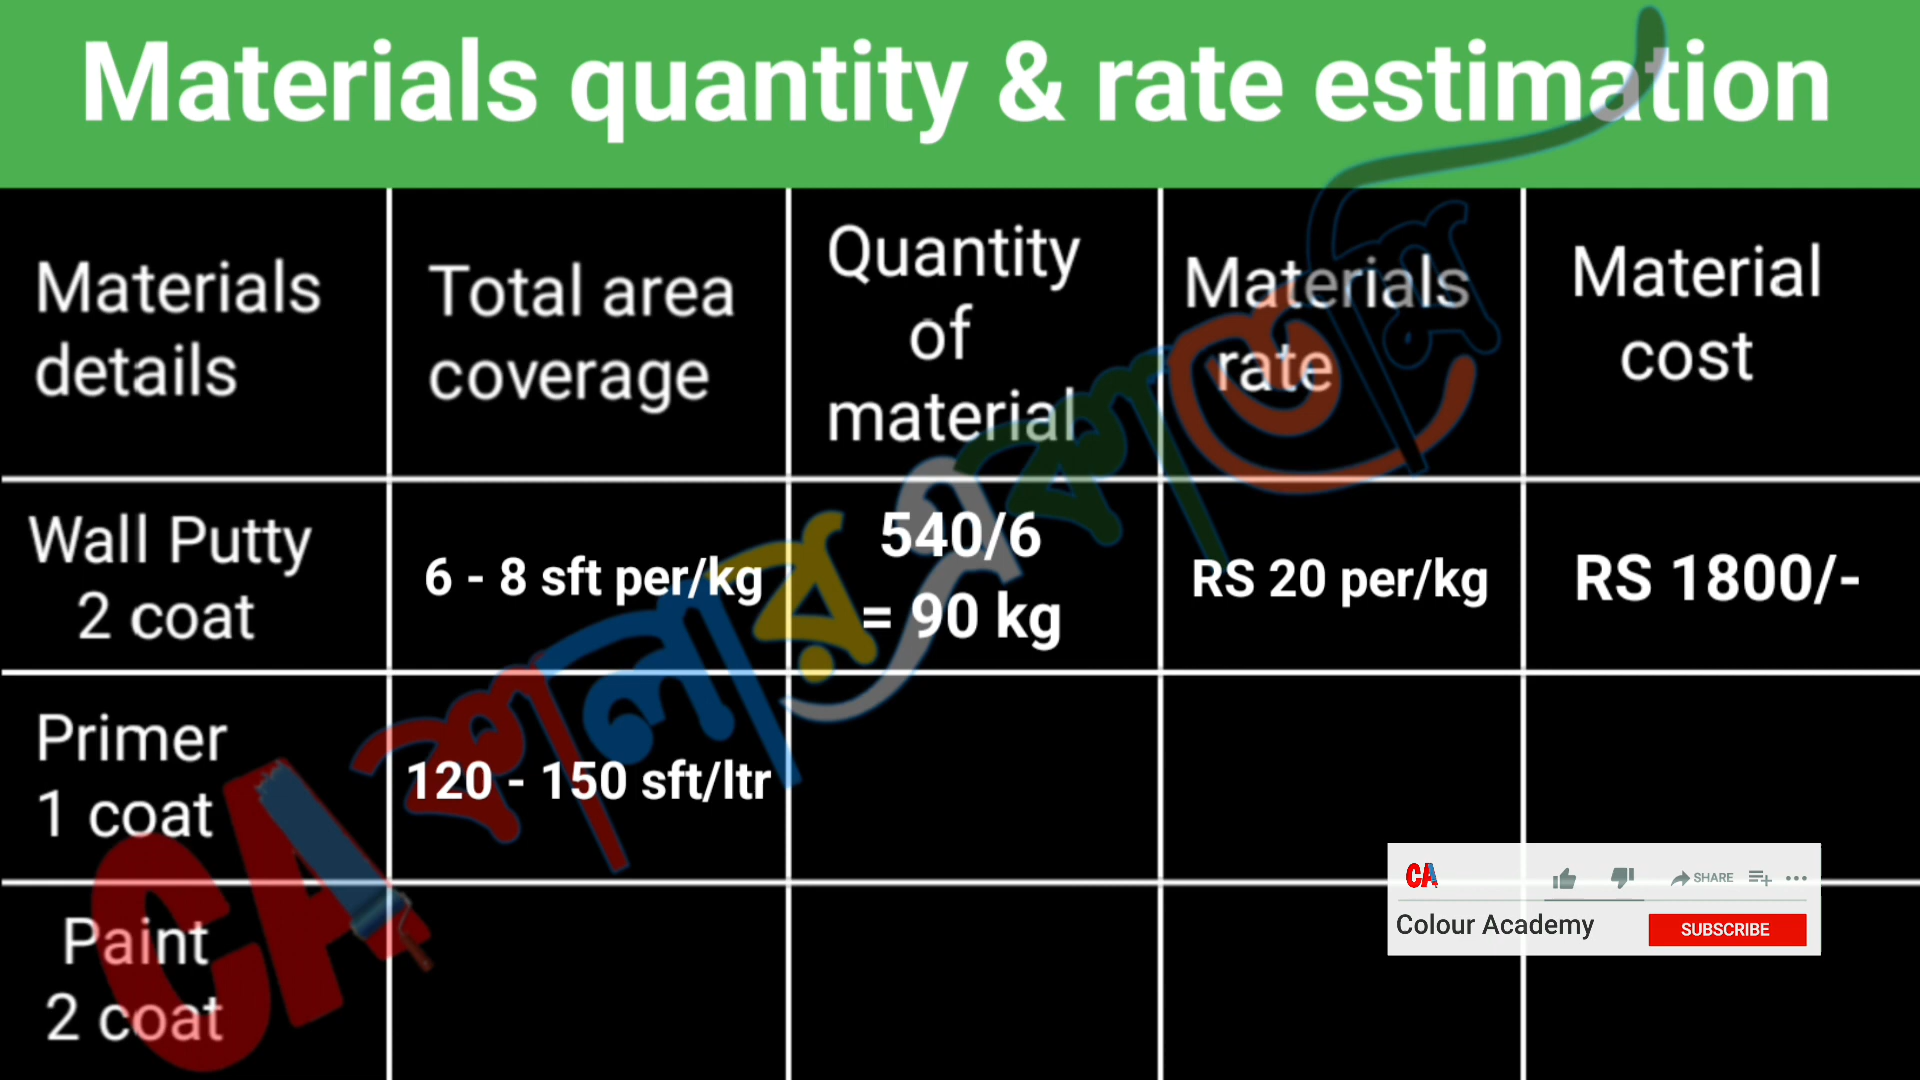 Materials quantity & rate estimation
Materials
details
Total area
coverage
Quantity
of
material
Materials
rate
Material
cost
Wall Putty
2 coat
6 - 8 sft per/kg
540/6
= 90 kg
RS 20 per/kg
RS 1800/-
Primer
1 coat
120 - 150 sft/ltr
Paint
2 coat
CA কালার একাডেমি
CA
SHARE
Colour Academy
SUBSCRIBE